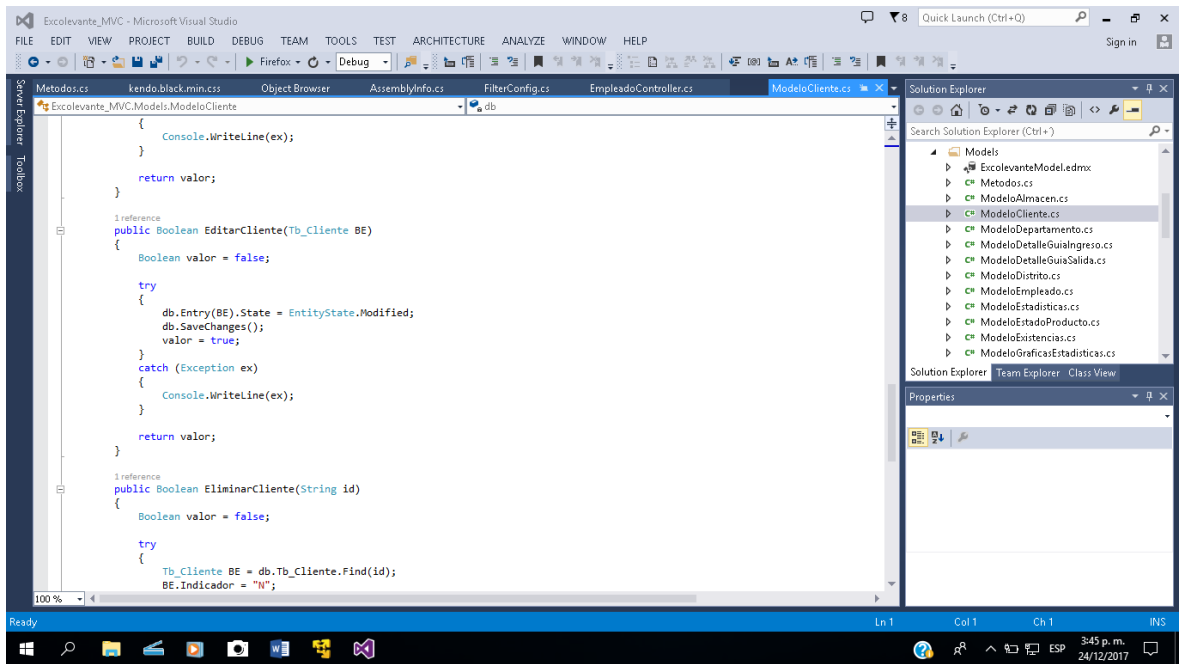 Excolevante_MVC - Microsoft Visual Studio
8
Quick Launch (Ctrl+Q)
FILE EDIT VIEW PROJECT BUILD DEBUG TEAM TOOLS TEST ARCHITECTURE ANALYZE WINDOW HELP
Sign in
Firefox
Debug
Server Explorer
Toolbox
Metodos.cs kendo.black.min.css Object Browser AssemblyInfo.cs FilterConfig.cs EmpleadoController.cs ModeloCliente.cs
Excolevante_MVC.Models.ModeloCliente
db
{
Console.WriteLine(ex);
}
return valor;
}
1 reference
public Boolean EditarCliente(Tb_Cliente BE)
{
Boolean valor = false;
try
{
db.Entry(BE).State = EntityState.Modified;
db.SaveChanges();
valor = true;
}
catch (Exception ex)
{
Console.WriteLine(ex);
}
return valor;
}
1 reference
public Boolean EliminarCliente(String id)
{
Boolean valor = false;
try
{
Tb_Cliente BE = db.Tb_Cliente.Find(id);
BE.Indicador = "N";
100 %
Solution Explorer
Search Solution Explorer (Ctrl+´)
Models
ExcolevanteModel.edmx
C# Metodos.cs
C# ModeloAlmacen.cs
C# ModeloCliente.cs
C# ModeloDepartamento.cs
C# ModeloDetalleGuiaIngreso.cs
C# ModeloDetalleGuiaSalida.cs
C# ModeloDistrito.cs
C# ModeloEmpleado.cs
C# ModeloEstadisticas.cs
C# ModeloEstadoProducto.cs
C# ModeloExistencias.cs
C# ModeloGraficasEstadisticas.cs
Solution Explorer Team Explorer Class View
Properties
Ready
Ln 1 Col 1 Ch 1 INS
ESP
3:45 p. m.
24/12/2017